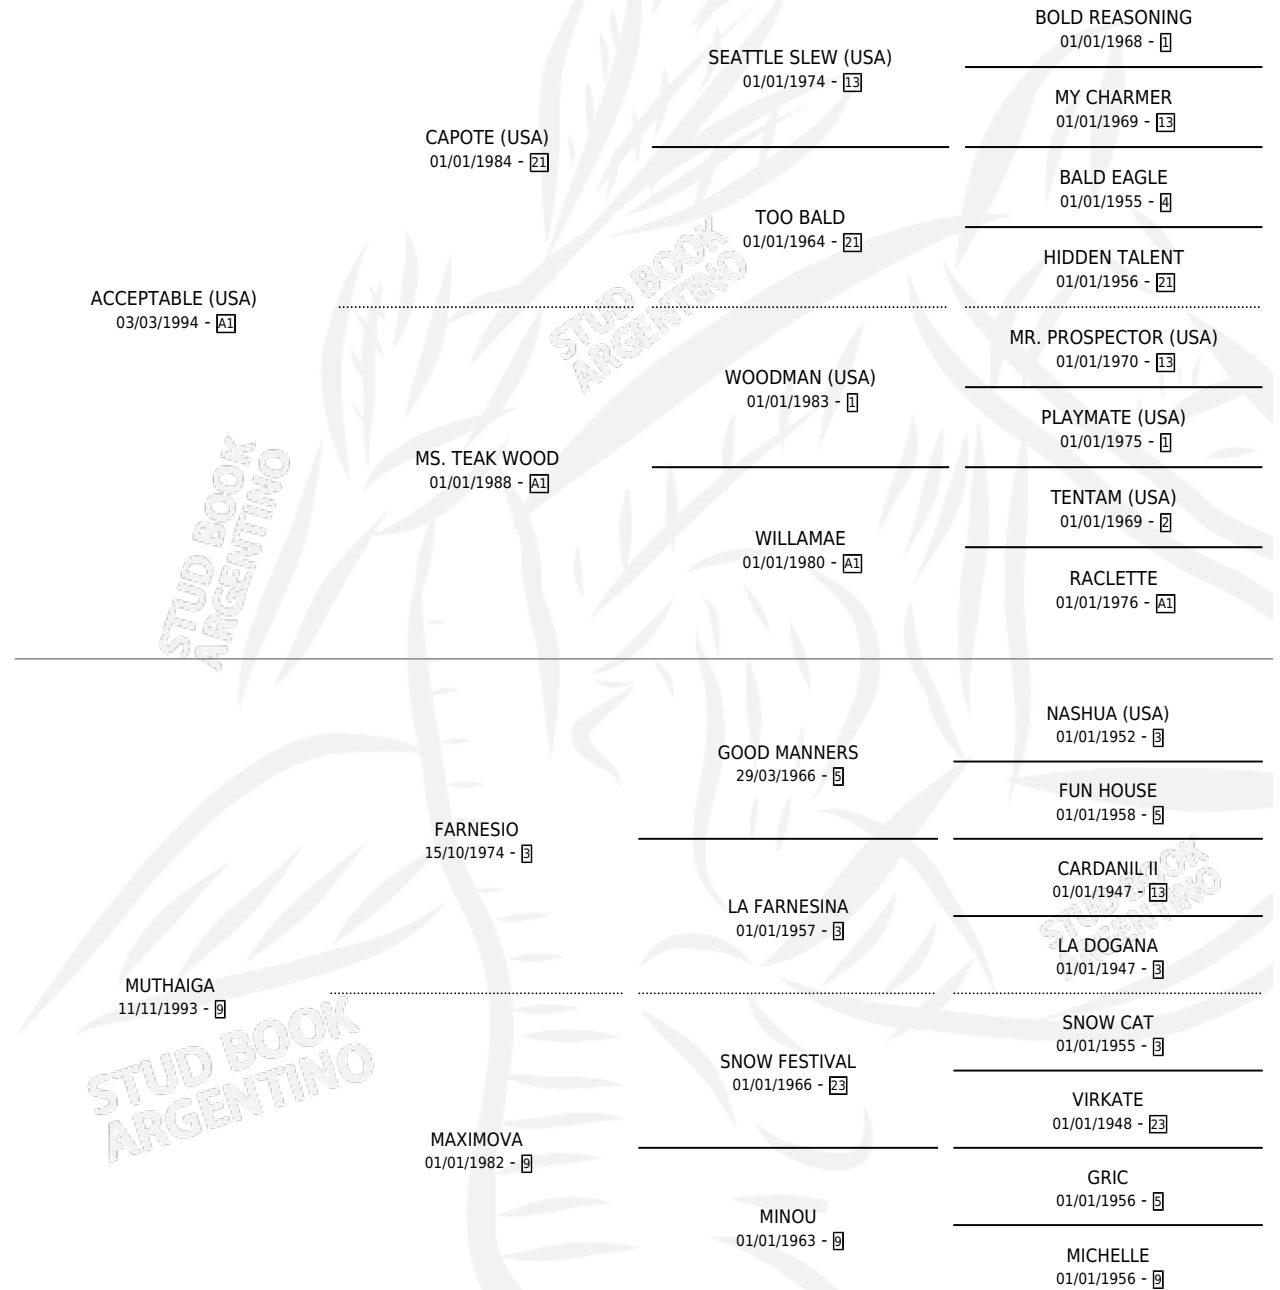 BOLD REASONING
01/01/1968 - 1
SEATTLE SLEW (USA)
01/01/1974 - 13
MY CHARMER
01/01/1969 - 13
CAPOTE (USA)
01/01/1984 - 21
BALD EAGLE
01/01/1955 - 4
TOO BALD
01/01/1964 - 21
HIDDEN TALENT
01/01/1956 - 21
ACCEPTABLE (USA)
03/03/1994 - A1
STUD BOOK
ARGENTINO
MR. PROSPECTOR (USA)
01/01/1970 - 13
WOODMAN (USA)
01/01/1983 - 1
PLAYMATE (USA)
01/01/1975 - 1
MS. TEAK WOOD
01/01/1988 - A1
TENTAM (USA)
01/01/1969 - 2
WILLAMAE
01/01/1980 - A1
RACLETTE
01/01/1976 - A1
STUD BOOK
ARGENTINO
NASHUA (USA)
01/01/1952 - 3
GOOD MANNERS
29/03/1966 - 5
FUN HOUSE
01/01/1958 - 5
FARNESIO
15/10/1974 - 3
CARDANIL II
01/01/1947 - 13
LA FARNESINA
01/01/1957 - 3
STUD BOOK
ARGENTINO
LA DOGANA
01/01/1947 - 3
MUTHAIGA
11/11/1993 - 9
SNOW CAT
01/01/1955 - 3
SNOW FESTIVAL
01/01/1966 - 23
STUD BOOK
ARGENTINO
VIRKATE
01/01/1948 - 23
MAXIMOVA
01/01/1982 - 9
GRIC
01/01/1956 - 5
MINOU
01/01/1963 - 9
MICHELLE
01/01/1956 - 9